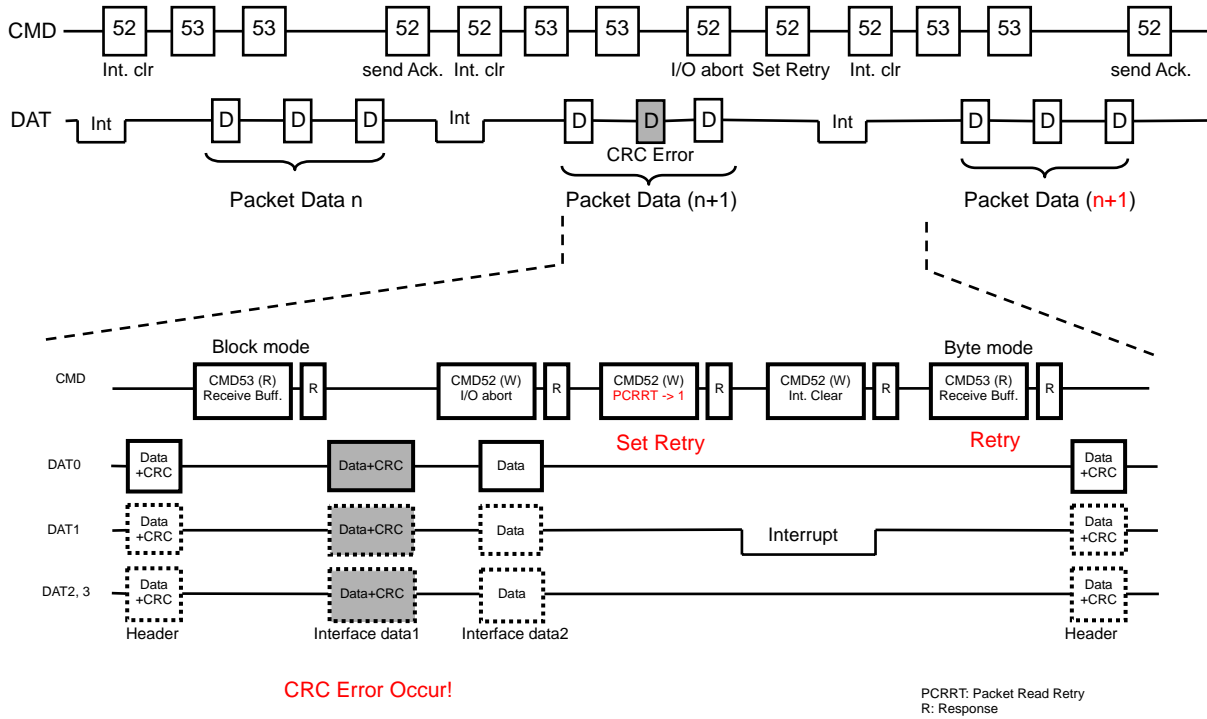 CMD 52 53 53 52 52 53 53 52 52 52 53 53 52
Int. clr send Ack. Int. clr I/O abort Set Retry Int. clr send Ack.
DAT Int D D D Int D D D Int D D D
CRC Error
Packet Data n Packet Data (n+1) Packet Data (n+1)
Block mode Byte mode
CMD CMD53 (R) R CMD52 (W) R CMD52 (W) R CMD52 (W) R CMD53 (R) R
Receive Buff. I/O abort PCRRT -> 1 Int. Clear Receive Buff.
Set Retry Retry
DAT0 Data Data+CRC Data Data
+CRC +CRC
DAT1 Data Data+CRC Data Interrupt Data
+CRC +CRC
DAT2, 3 Data Data+CRC Data Data
+CRC +CRC
Header Interface data1 Interface data2 Header
CRC Error Occur!
PCRRT: Packet Read Retry
R: Response